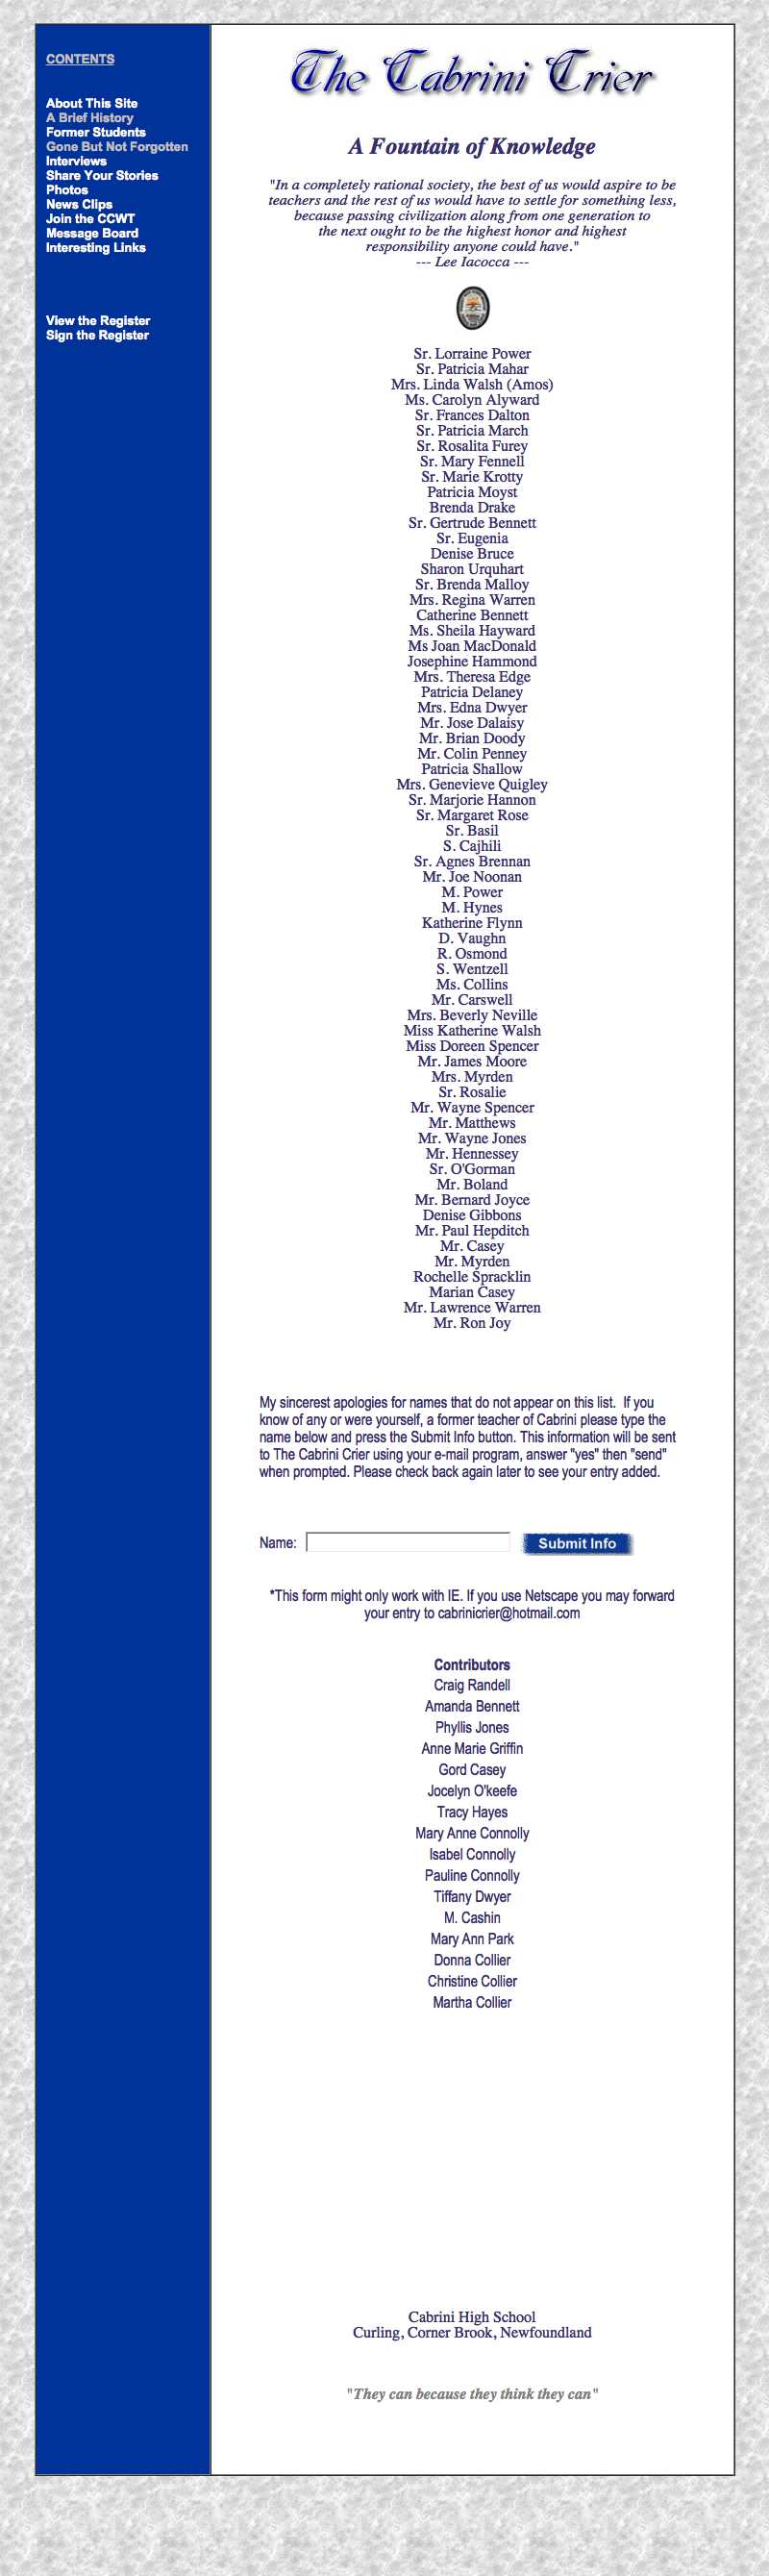 CONTENTS
About This Site
A Brief History
Former Students
Gone But Not Forgotten
Interviews
Share Your Stories
Photos
News Clips
Join the CCWT
Message Board
Interesting Links
View the Register
Sign the Register
The Cabrini Crier
A Fountain of Knowledge
"In a completely rational society, the best of us would aspire to be
teachers and the rest of us would have to settle for something less,
because passing civilization along from one generation to
the next ought to be the highest honor and highest
responsibility anyone could have."
--- Lee Iacocca ---
Sr. Lorraine Power
Sr. Patricia Mahar
Mrs. Linda Walsh (Amos)
Ms. Carolyn Alyward
Sr. Frances Dalton
Sr. Patricia March
Sr. Rosalita Furey
Sr. Mary Fennell
Sr. Marie Krotty
Patricia Moyst
Brenda Drake
Sr. Gertrude Bennett
Sr. Eugenia
Denise Bruce
Sharon Urquhart
Sr. Brenda Malloy
Mrs. Regina Warren
Catherine Bennett
Ms. Sheila Hayward
Ms Joan MacDonald
Josephine Hammond
Mrs. Theresa Edge
Patricia Delaney
Mrs. Edna Dwyer
Mr. Jose Dalaisy
Mr. Brian Doody
Mr. Colin Penney
Patricia Shallow
Mrs. Genevieve Quigley
Sr. Marjorie Hannon
Sr. Margaret Rose
Sr. Basil
S. Cajhili
Sr. Agnes Brennan
Mr. Joe Noonan
M. Power
M. Hynes
Katherine Flynn
D. Vaughn
R. Osmond
S. Wentzell
Ms. Collins
Mr. Carswell
Mrs. Beverly Neville
Miss Katherine Walsh
Miss Doreen Spencer
Mr. James Moore
Mrs. Myrden
Sr. Rosalie
Mr. Wayne Spencer
Mr. Matthews
Mr. Wayne Jones
Mr. Hennessey
Sr. O'Gorman
Mr. Boland
Mr. Bernard Joyce
Denise Gibbons
Mr. Paul Hepditch
Mr. Casey
Mr. Myrden
Rochelle Spracklin
Marian Casey
Mr. Lawrence Warren
Mr. Ron Joy
My sincerest apologies for names that do not appear on this list. If you
know of any or were yourself, a former teacher of Cabrini please type the
name below and press the Submit Info button. This information will be sent
to The Cabrini Crier using your e-mail program, answer "yes" then "send"
when prompted. Please check back again later to see your entry added.
Name: Submit Info
*This form might only work with IE. If you use Netscape you may forward
your entry to cabrinicrier@hotmail.com
Contributors
Craig Randell
Amanda Bennett
Phyllis Jones
Anne Marie Griffin
Gord Casey
Jocelyn O'keefe
Tracy Hayes
Mary Anne Connolly
Isabel Connolly
Pauline Connolly
Tiffany Dwyer
M. Cashin
Mary Ann Park
Donna Collier
Christine Collier
Martha Collier
Cabrini High School
Curling, Corner Brook, Newfoundland
"They can because they think they can"